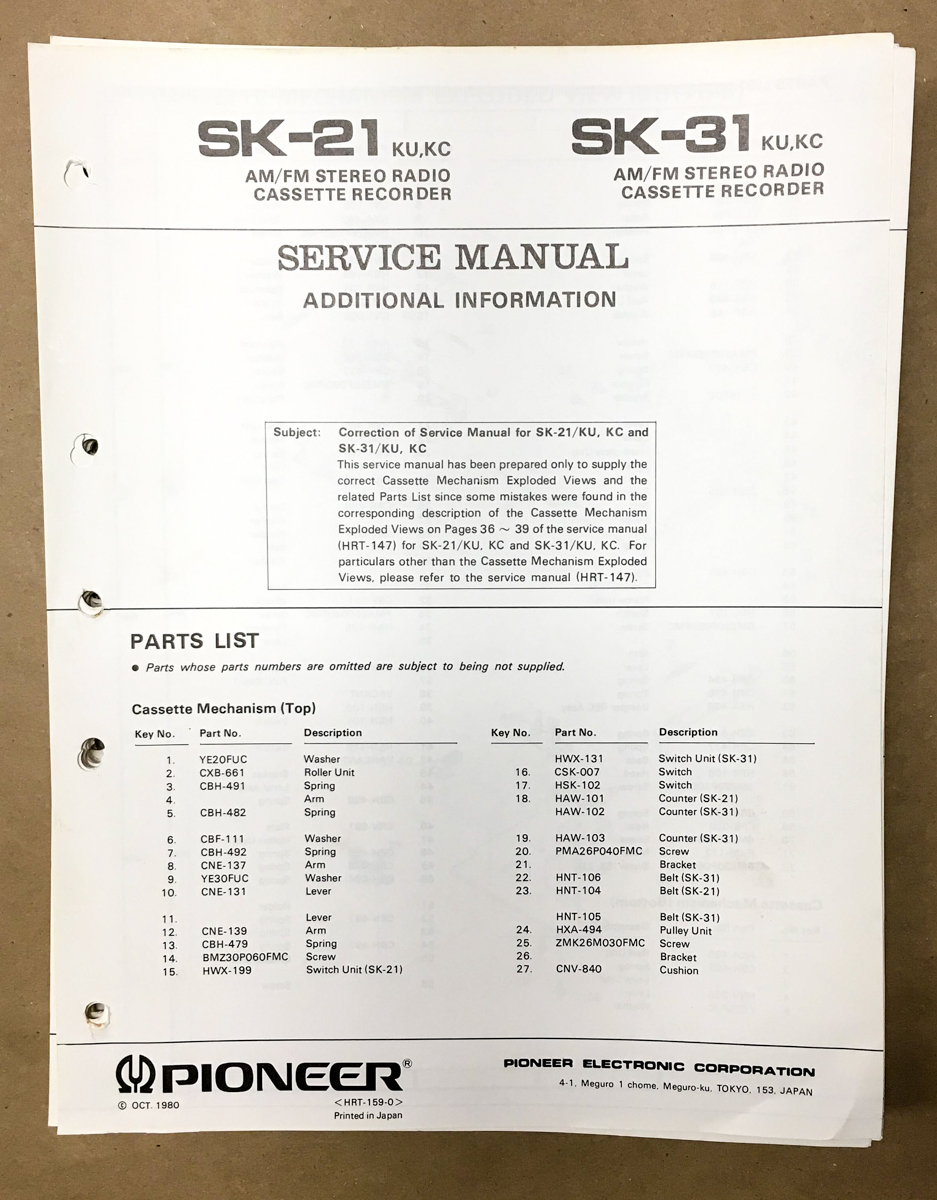 SK-21 KU,KC
AM/FM STEREO RADIO
CASSETTE RECORDER
SK-31 KU,KC
AM/FM STEREO RADIO
CASSETTE RECORDER
SERVICE MANUAL
ADDITIONAL INFORMATION
Subject: Correction of Service Manual for SK-21/KU, KC and
SK-31/KU, KC
This service manual has been prepared only to supply the
correct Cassette Mechanism Exploded Views and the
related Parts List since some mistakes were found in the
corresponding description of the Cassette Mechanism
Exploded Views on Pages 36 ~ 39 of the service manual
(HRT-147) for SK-21/KU, KC and SK-31/KU, KC. For
particulars other than the Cassette Mechanism Exploded
Views, please refer to the service manual (HRT-147).
PARTS LIST
● Parts whose parts numbers are omitted are subject to being not supplied.
Cassette Mechanism (Top)
Key No. Part No. Description
1. YE20FUC Washer
2. CXB-661 Roller Unit
3. CBH-491 Spring
4. Arm
5. CBH-482 Spring
6. CBF-111 Washer
7. CBH-492 Spring
8. CNE-137 Arm
9. YE30FUC Washer
10. CNE-131 Lever
11. Lever
12. CNE-139 Arm
13. CBH-479 Spring
14. BMZ30P060FMC Screw
15. HWX-199 Switch Unit (SK-21)
Key No. Part No. Description
HWX-131 Switch Unit (SK-31)
16. CSK-007 Switch
17. HSK-102 Switch
18. HAW-101 Counter (SK-21)
HAW-102 Counter (SK-31)
19. HAW-103 Counter (SK-31)
20. PMA26P040FMC Screw
21. Bracket
22. HNT-106 Belt (SK-31)
23. HNT-104 Belt (SK-21)
HNT-105 Belt (SK-31)
24. HXA-494 Pulley Unit
25. ZMK26M030FMC Screw
26. Bracket
27. CNV-840 Cushion
PIONEER®
© OCT. 1980
<HRT-159-0>
Printed in Japan
PIONEER ELECTRONIC CORPORATION
4-1, Meguro 1 chome, Meguro-ku, TOKYO, 153, JAPAN